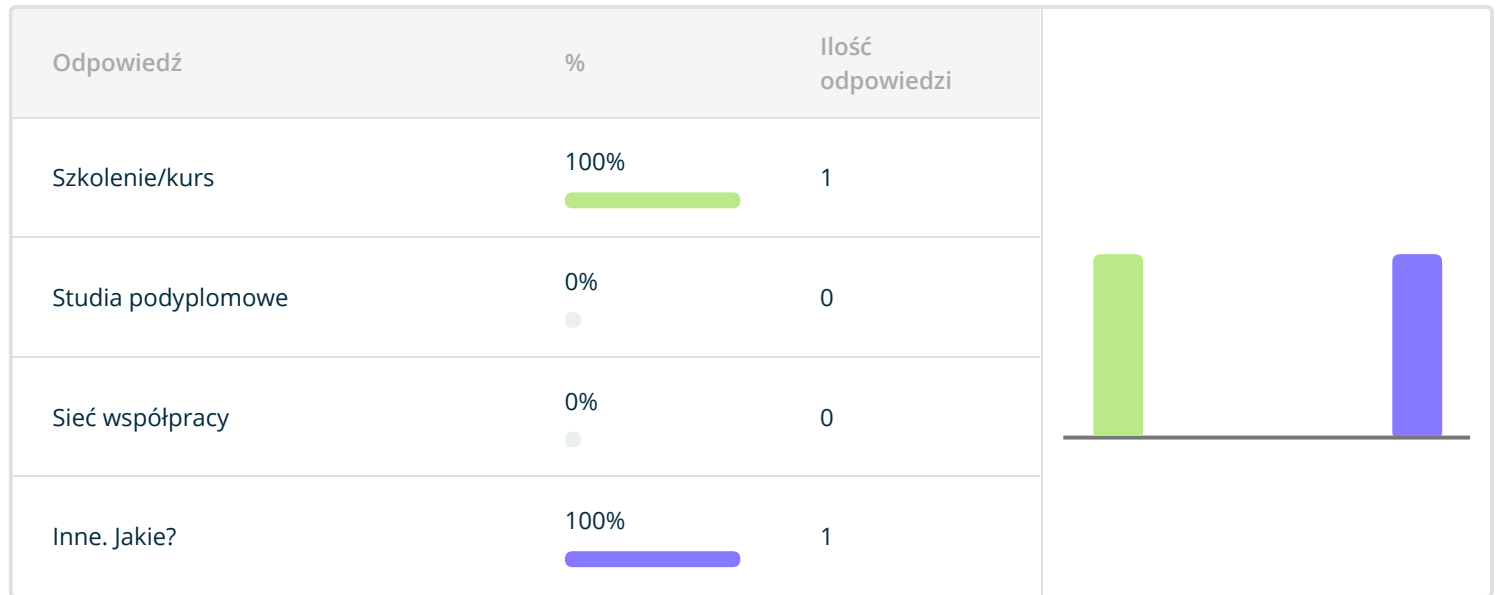 Odpowiedź % Ilość
odpowiedzi
Szkolenie/kurs 100% 1
Studia podyplomowe 0% 0
Sieć współpracy 0% 0
Inne. Jakie? 100% 1